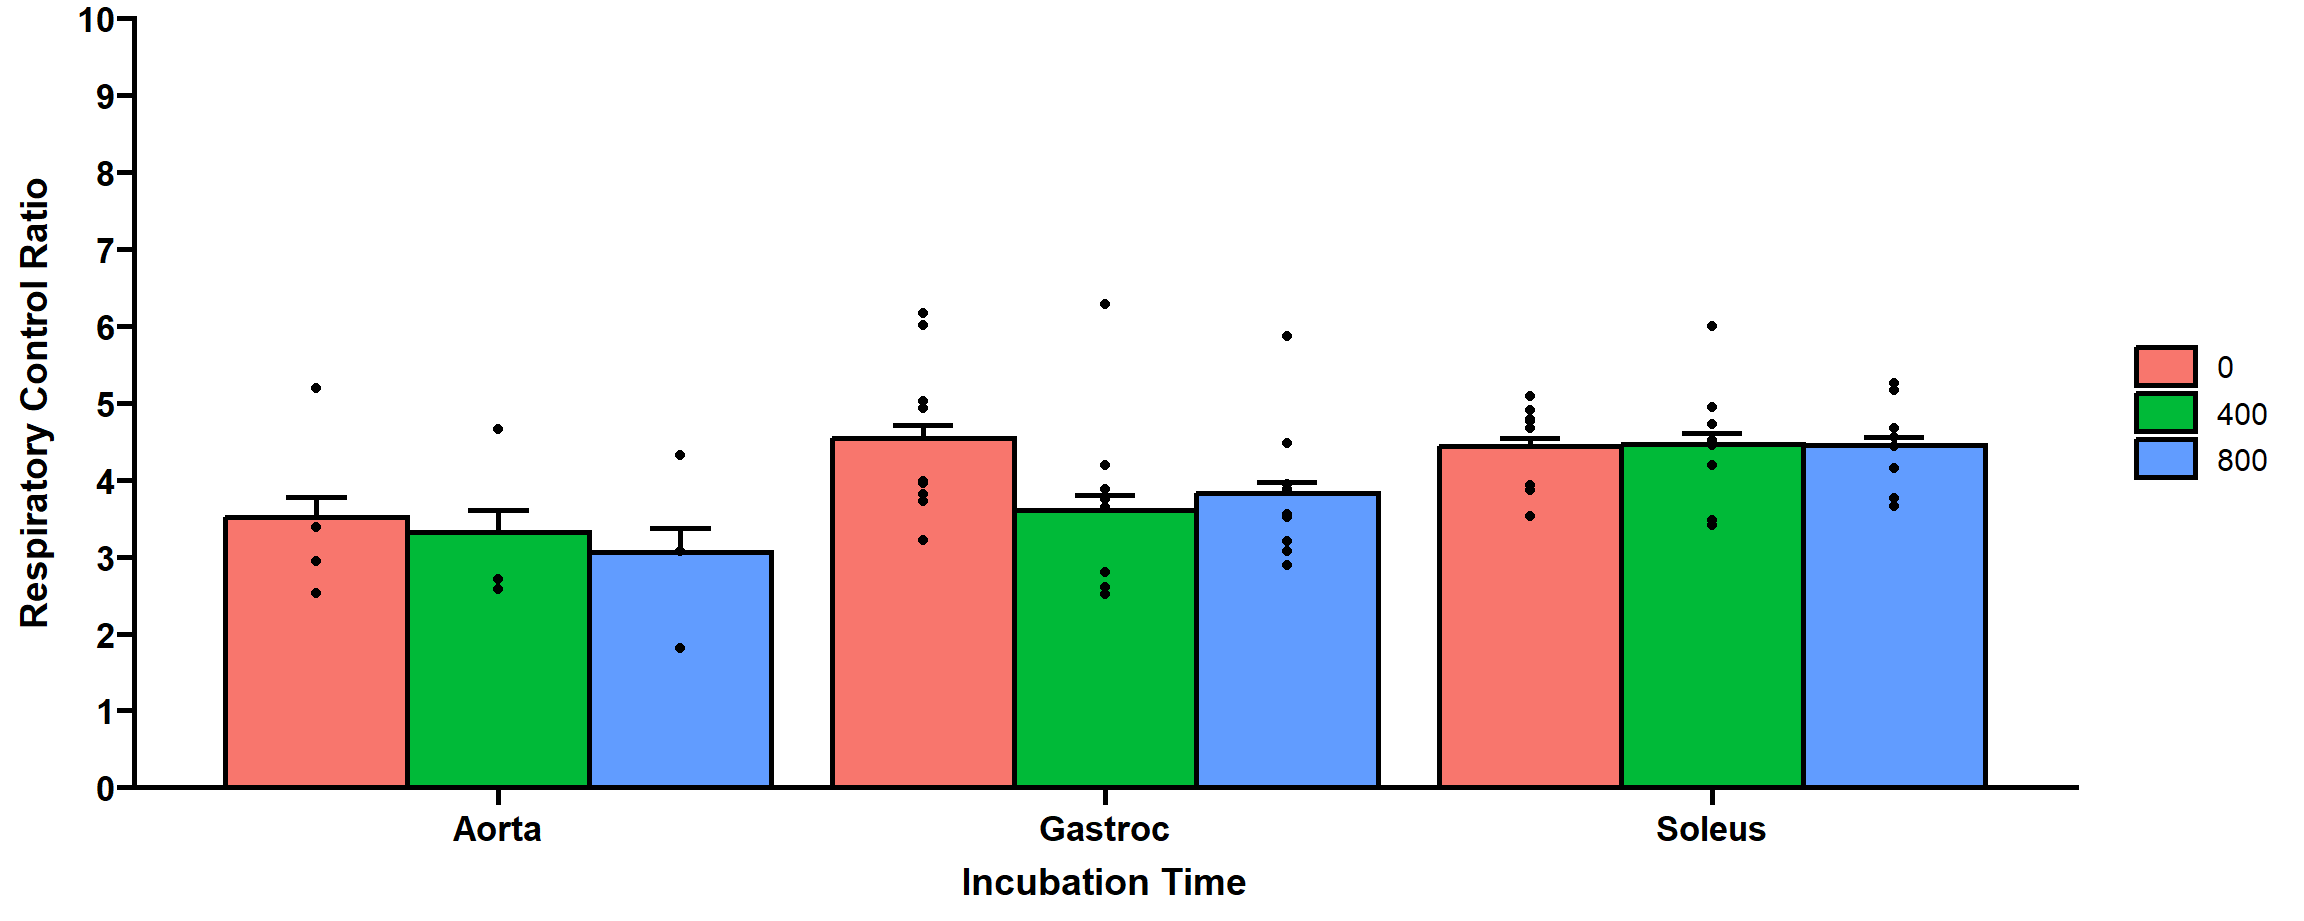 Respiratory Control Ratio
10
9
8
7
6
5
4
3
2
1
0
Aorta
Gastroc
Soleus
Incubation Time
0
400
800